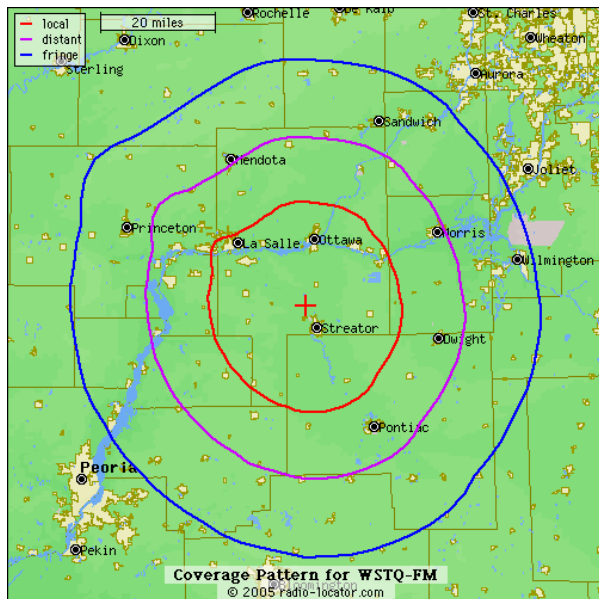 local
distant
fringe
20 miles
Rochelle
De Kalb
St. Charles
Dixon
Wheaton
Sterling
Aurora
Sandwich
Mendota
Joliet
Princeton
La Salle
Ottawa
Morris
Wilmington
Streator
Dwight
Pontiac
Peoria
Pekin
Coverage Pattern for WSTQ-FM
Bloomington
© 2005 radio-locator.com